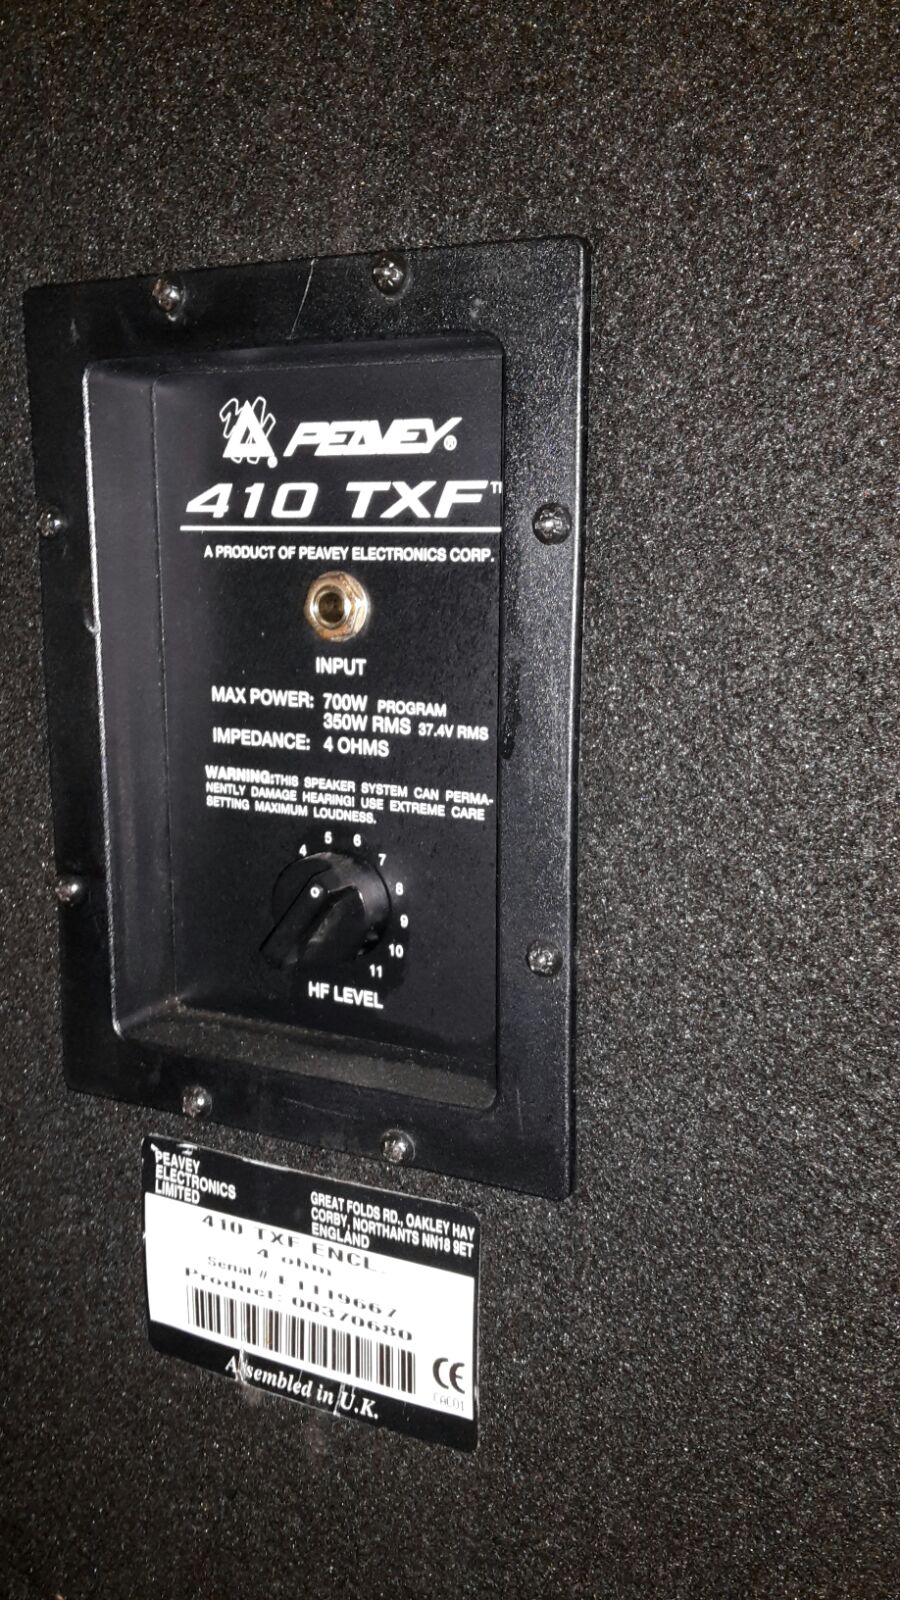 PEAVEY®
410 TXF
A PRODUCT OF PEAVEY ELECTRONICS CORP.
INPUT
MAX POWER: 700W PROGRAM
350W RMS 37.4V RMS
IMPEDANCE: 4 OHMS
WARNING:THIS SPEAKER SYSTEM CAN PERMA-
NENTLY DAMAGE HEARING! USE EXTREME CARE
SETTING MAXIMUM LOUDNESS.
4 5 6 7 8 9 10 11
HF LEVEL
PEAVEY
ELECTRONICS
LIMITED
GREAT FOLDS RD., OAKLEY HAY
CORBY, NORTHANTS NN18 9ET
ENGLAND
410 TXF ENCL.
4 ohm
Serial #
Product: 00370680
CE
CAC01
Assembled in U.K.